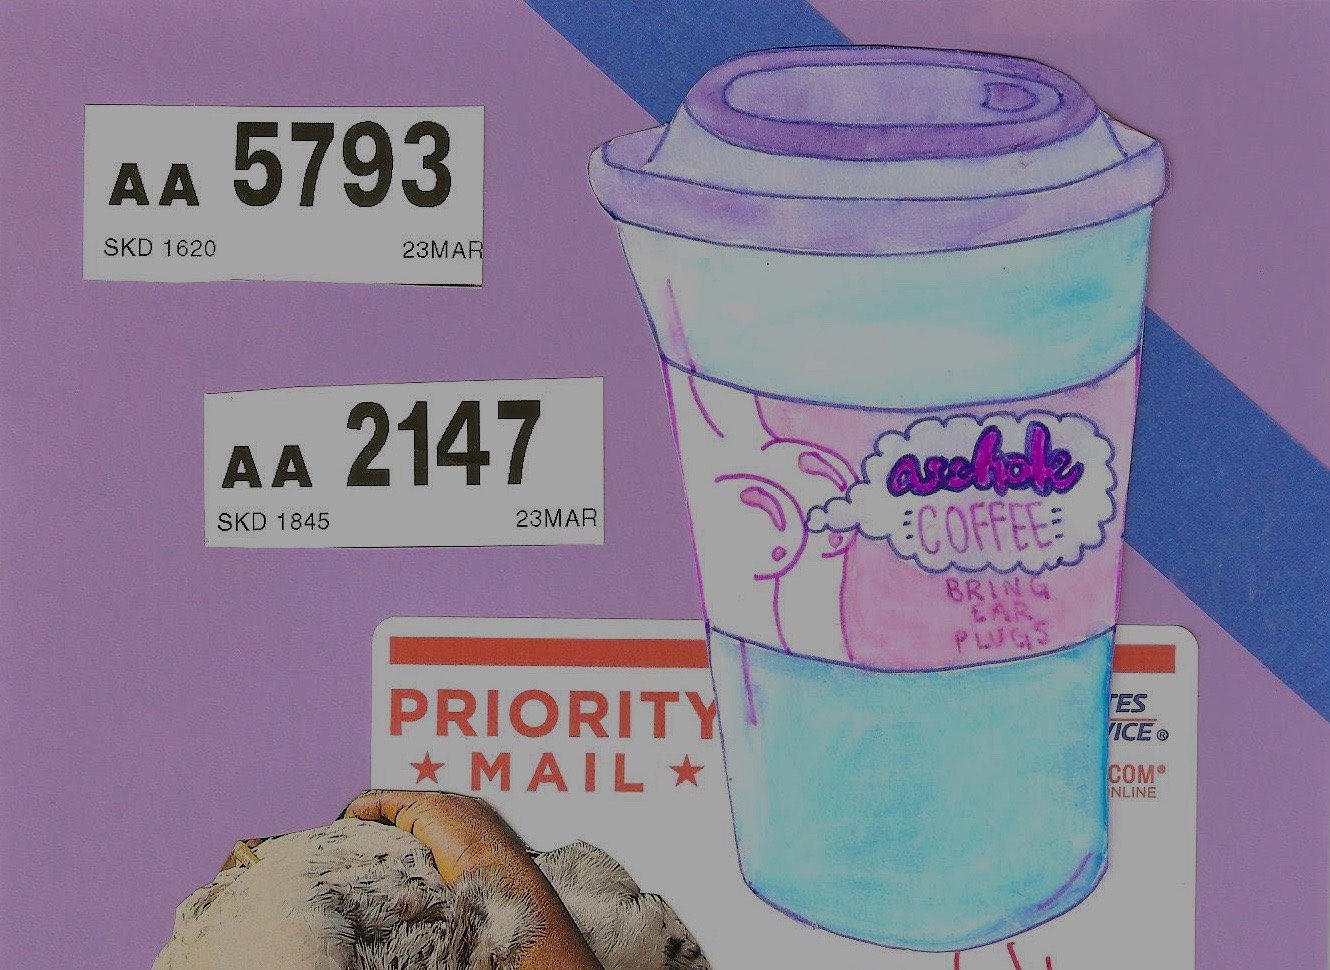 AA 5793
SKD 1620 23MAR
AA 2147
SKD 1845 23MAR
asshole
COFFEE
BRING
EAR
PLUGS
PRIORITY
★ MAIL ★
TES
VICE®
COM®
NLINE